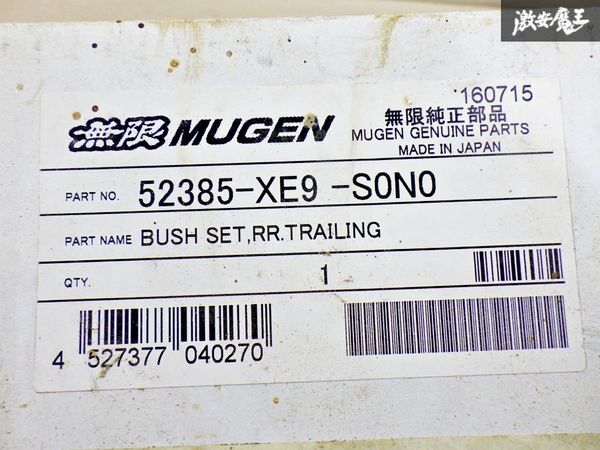 激安魔王
160715
無限 MUGEN
無限純正部品
MUGEN GENUINE PARTS
MADE IN JAPAN
PART NO. 52385-XE9 -S0N0
PART NAME BUSH SET,RR.TRAILING
QTY. 1
4 527377 040270